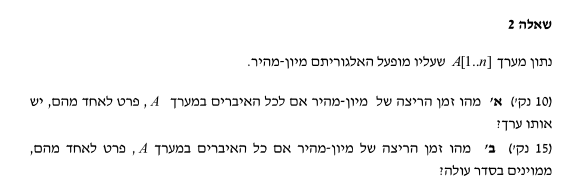 שאלה 2
נתון מערך A[1..n] שעליו מופעל האלגוריתם מיון-מהיר.
(10 נקי) א' מהו זמן הריצה של מיון-מהיר אם לכל האיברים במערך A , פרט לאחד מהם, יש
אותו ערך?
(15 נקי) ב' מהו זמן הריצה של מיון-מהיר אם כל האיברים במערך A , פרט לאחד מהם,
ממוינים בסדר עולה?